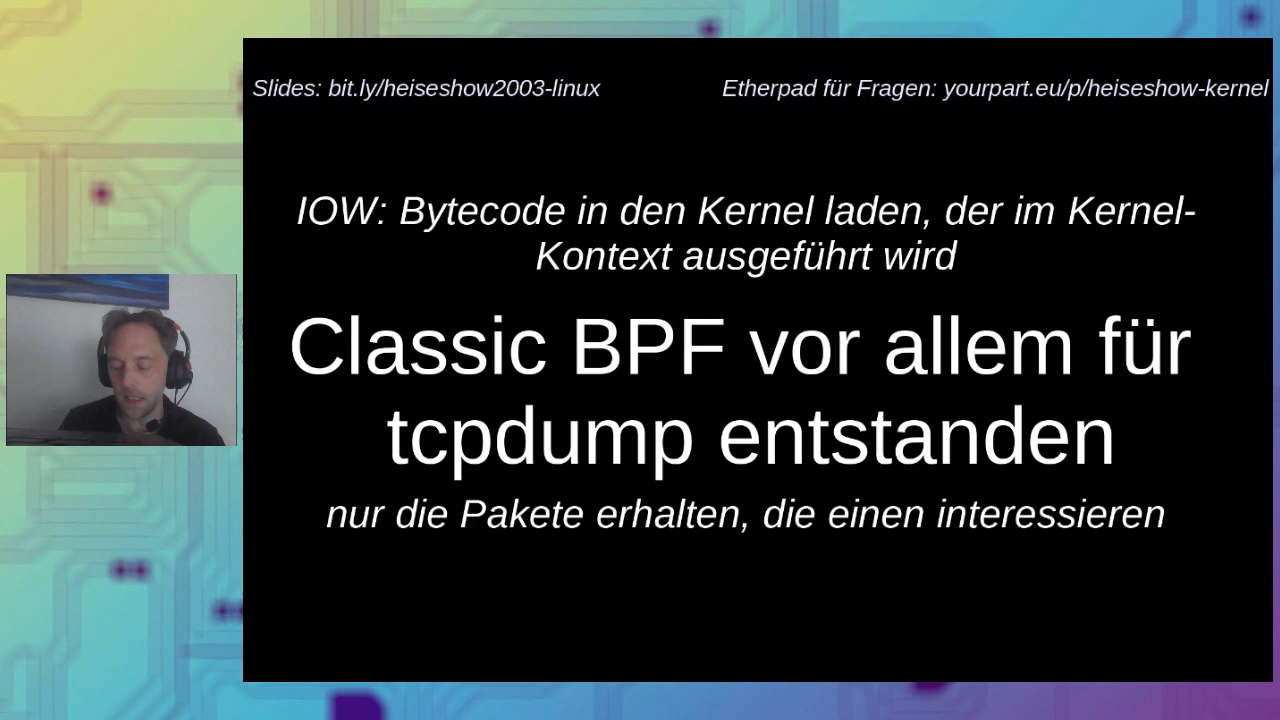 Slides: bit.ly/heiseshow2003-linux
Etherpad für Fragen: yourpart.eu/p/heiseshow-kernel
IOW: Bytecode in den Kernel laden, der im Kernel-
Kontext ausgeführt wird
Classic BPF vor allem für
tcpdump entstanden
nur die Pakete erhalten, die einen interessieren